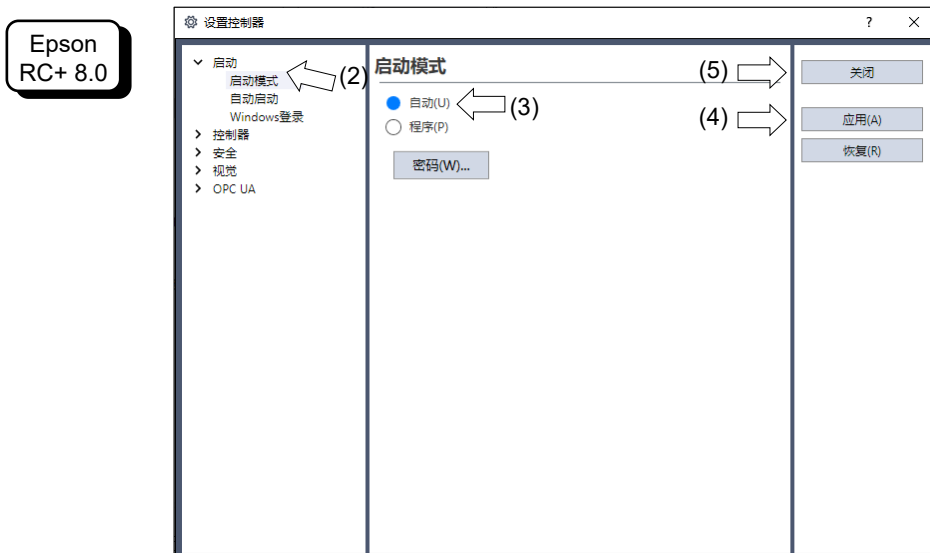 Epson
RC+ 8.0
设置控制器
?
启动
启动模式
自动启动
Windows登录
控制器
安全
视觉
OPC UA
(2)
启动模式
自动(U)
(3)
程序(P)
密码(W)...
(5)
关闭
(4)
应用(A)
恢复(R)